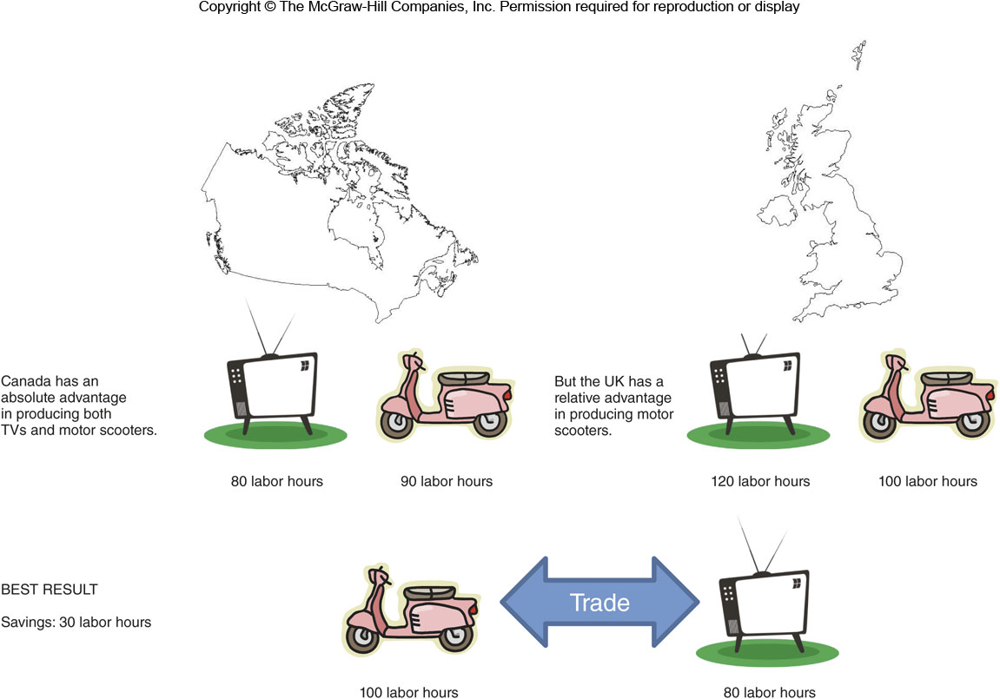 Copyright © The McGraw-Hill Companies, Inc. Permission required for reproduction or display
Canada has an
absolute advantage
in producing both
TVs and motor scooters.
But the UK has a
relative advantage
in producing motor
scooters.
80 labor hours
90 labor hours
120 labor hours
100 labor hours
BEST RESULT
Savings: 30 labor hours
Trade
100 labor hours
80 labor hours